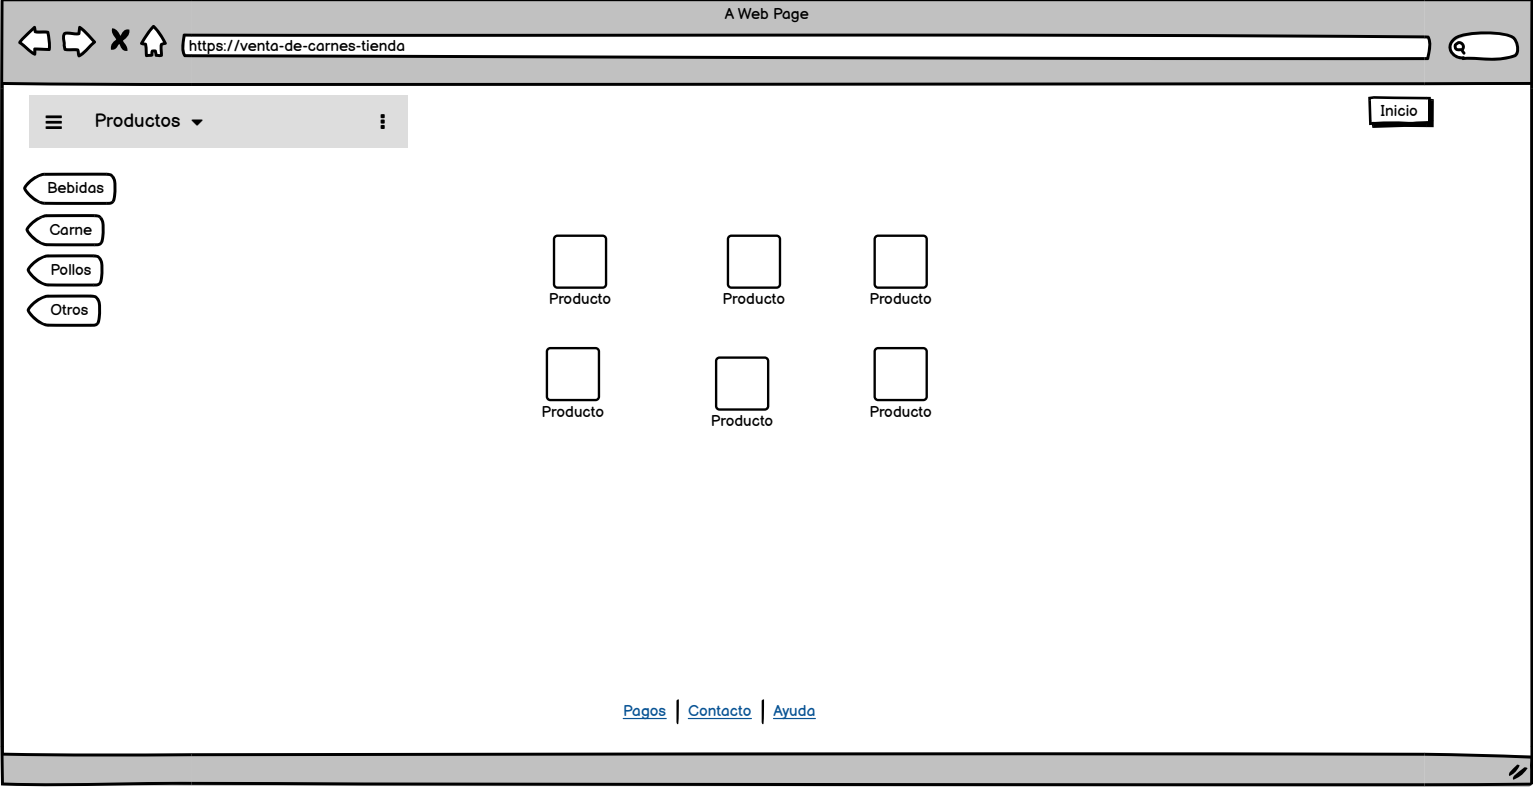 A Web Page
https://venta-de-carnes-tienda
Productos
Inicio
Bebidas
Carne
Pollos
Otros
Producto Producto Producto
Producto Producto Producto
Pagos Contacto Ayuda